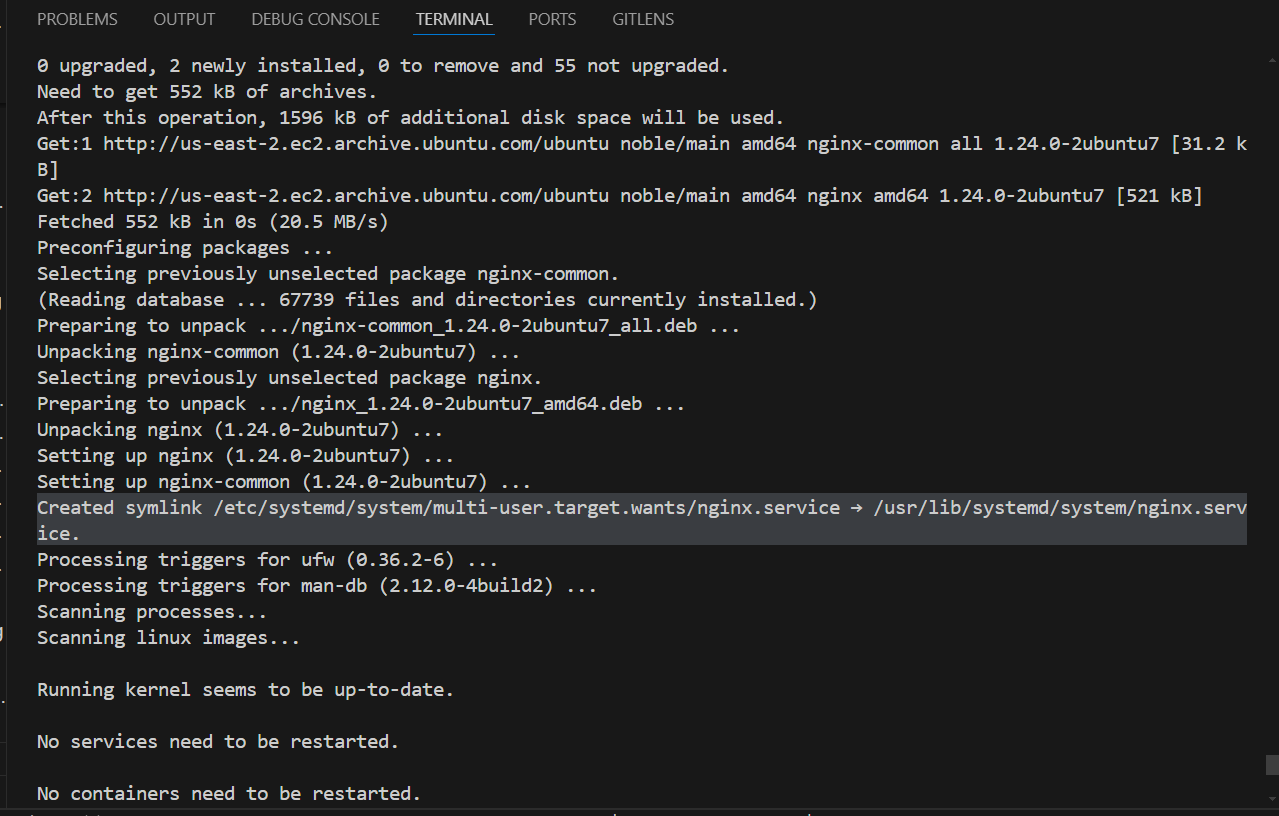 PROBLEMS OUTPUT DEBUG CONSOLE TERMINAL PORTS GITLENS
0 upgraded, 2 newly installed, 0 to remove and 55 not upgraded.
Need to get 552 kB of archives.
After this operation, 1596 kB of additional disk space will be used.
Get:1 http://us-east-2.ec2.archive.ubuntu.com/ubuntu noble/main amd64 nginx-common all 1.24.0-2ubuntu7 [31.2 k
B]
Get:2 http://us-east-2.ec2.archive.ubuntu.com/ubuntu noble/main amd64 nginx amd64 1.24.0-2ubuntu7 [521 kB]
Fetched 552 kB in 0s (20.5 MB/s)
Preconfiguring packages ...
Selecting previously unselected package nginx-common.
(Reading database ... 67739 files and directories currently installed.)
Preparing to unpack .../nginx-common_1.24.0-2ubuntu7_all.deb ...
Unpacking nginx-common (1.24.0-2ubuntu7) ...
Selecting previously unselected package nginx.
Preparing to unpack .../nginx_1.24.0-2ubuntu7_amd64.deb ...
Unpacking nginx (1.24.0-2ubuntu7) ...
Setting up nginx (1.24.0-2ubuntu7) ...
Setting up nginx-common (1.24.0-2ubuntu7) ...
Created symlink /etc/systemd/system/multi-user.target.wants/nginx.service → /usr/lib/systemd/system/nginx.serv
ice.
Processing triggers for ufw (0.36.2-6) ...
Processing triggers for man-db (2.12.0-4build2) ...
Scanning processes...
Scanning linux images...
Running kernel seems to be up-to-date.
No services need to be restarted.
No containers need to be restarted.